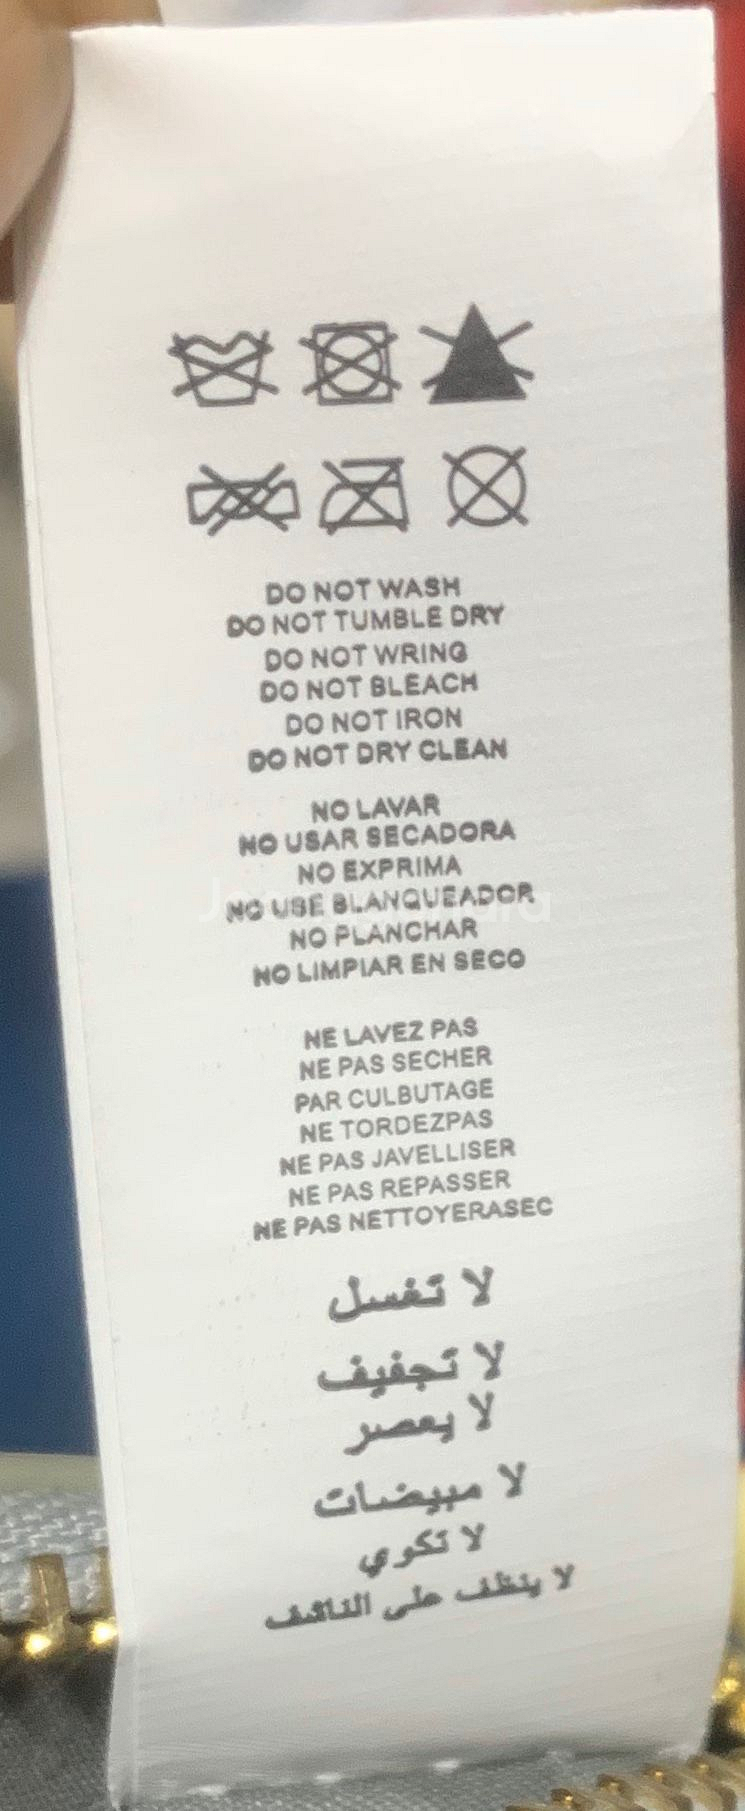 DO NOT WASH
DO NOT TUMBLE DRY
DO NOT WRING
DO NOT BLEACH
DO NOT IRON
DO NOT DRY CLEAN
NO LAVAR
NO USAR SECADORA
NO EXPRIMA
NO USE BLANQUEADOR
NO PLANCHAR
NO LIMPIAR EN SECO
NE LAVEZ PAS
NE PAS SECHER
PAR CULBUTAGE
NE TORDEZPAS
NE PAS JAVELLISER
NE PAS REPASSER
NE PAS NETTOYERASEC
لا تغسل
لا تجفيف
لا يعصر
لا مبيضات
لا تكوي
لا ينظف على الناشف